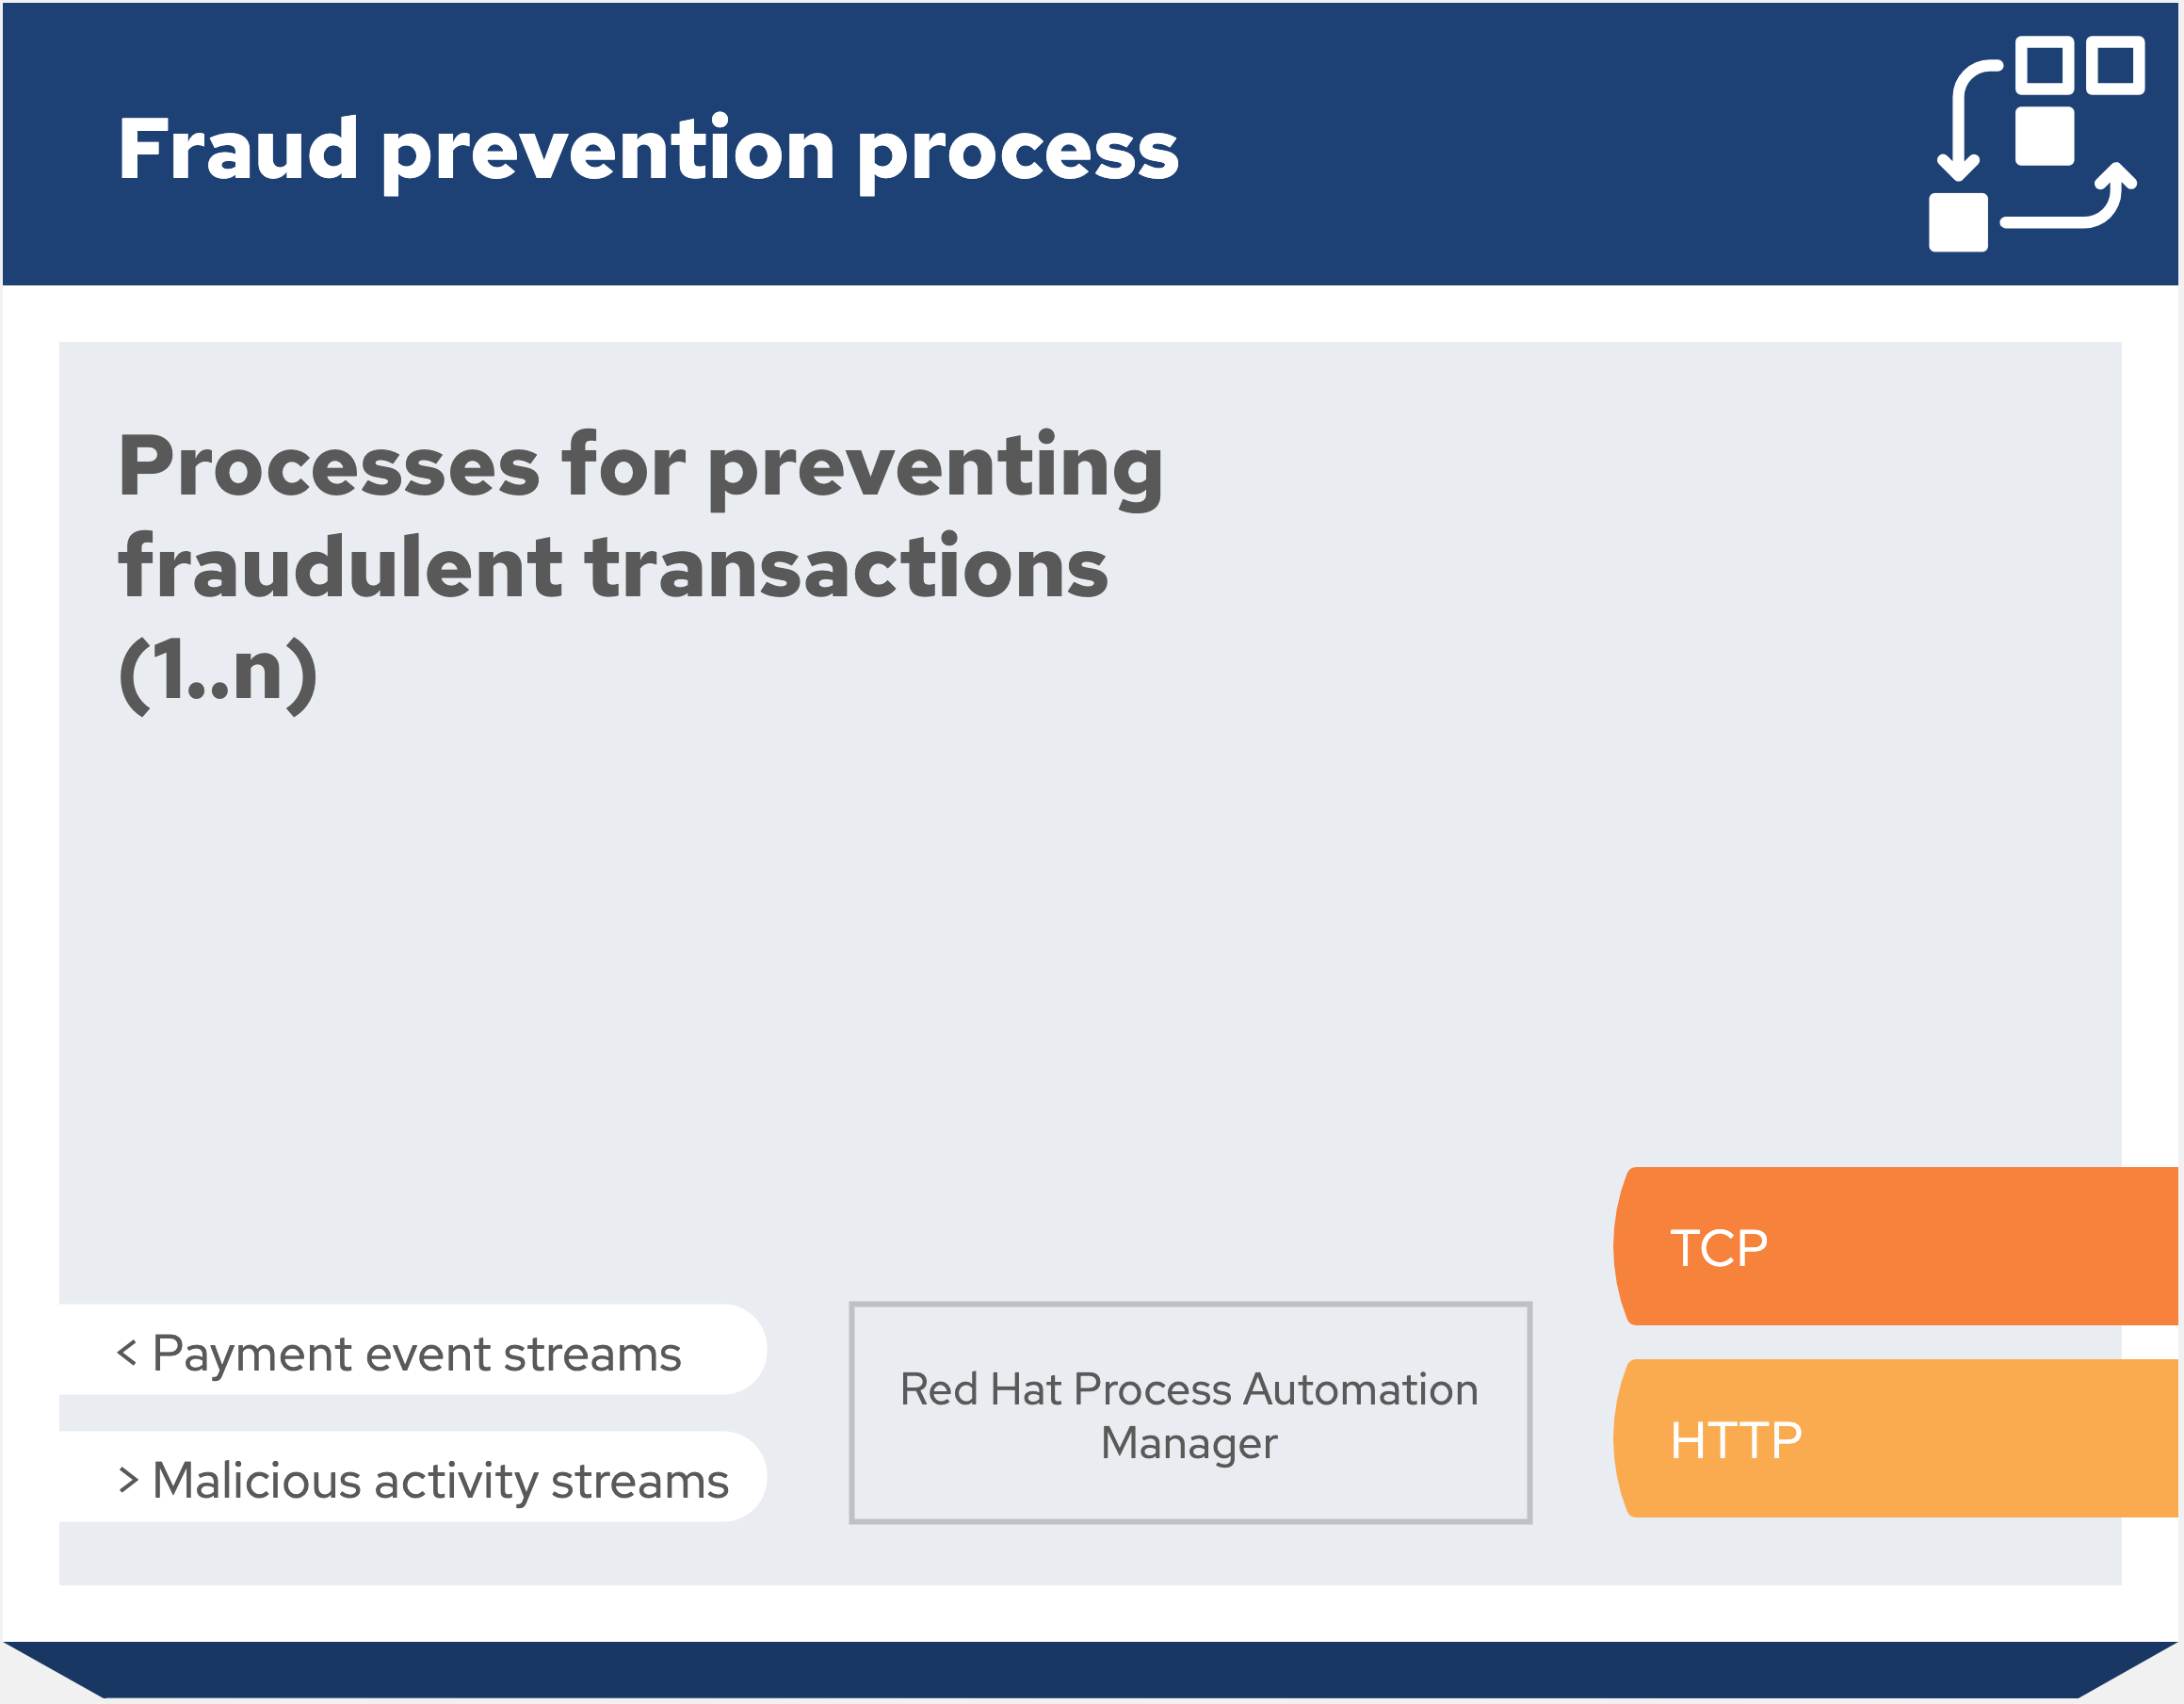 Fraud prevention process
Processes for preventing
fraudulent transactions
(1..n)
TCP
< Payment event streams
Red Hat Process Automation
Manager
HTTP
> Malicious activity streams